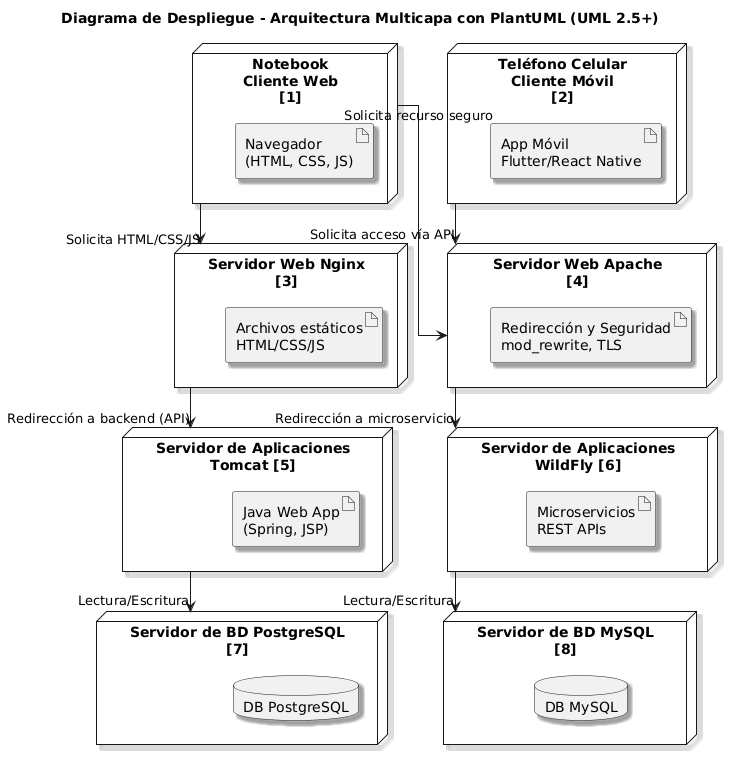 Diagrama de Despliegue - Arquitectura Multicapa con PlantUML (UML 2.5+)
Notebook
Cliente Web
[1]
Navegador
(HTML, CSS, JS)
Teléfono Celular
Cliente Móvil
[2]
App Móvil
Flutter/React Native
Solicita recurso seguro
Solicita HTML/CSS/JS
Solicita acceso vía API
Servidor Web Nginx
[3]
Archivos estáticos
HTML/CSS/JS
Servidor Web Apache
[4]
Redirección y Seguridad
mod_rewrite, TLS
Redirección a backend (API)
Redirección a microservicio
Servidor de Aplicaciones
Tomcat [5]
Java Web App
(Spring, JSP)
Servidor de Aplicaciones
WildFly [6]
Microservicios
REST APIs
Lectura/Escritura
Lectura/Escritura
Servidor de BD PostgreSQL
[7]
DB PostgreSQL
Servidor de BD MySQL
[8]
DB MySQL